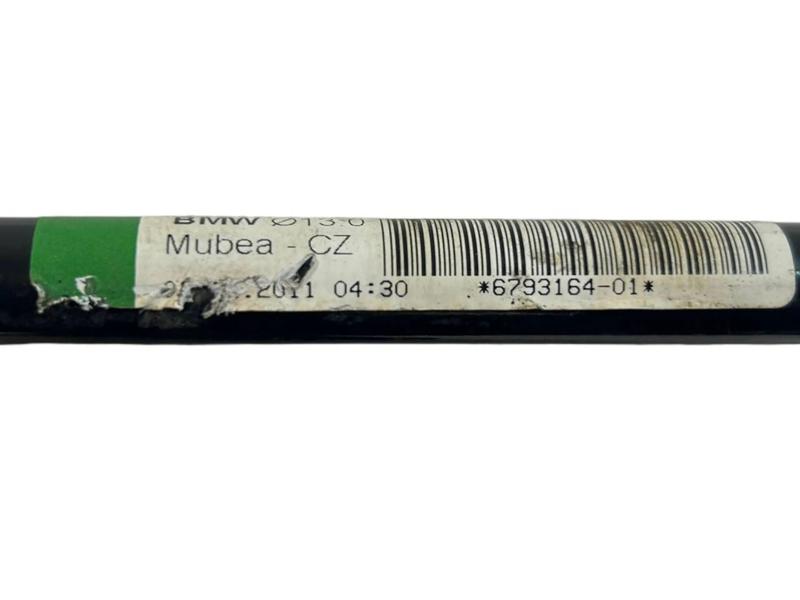 BMW Ø13.0
Mubea - CZ
.2011 04:30 *6793164-01*